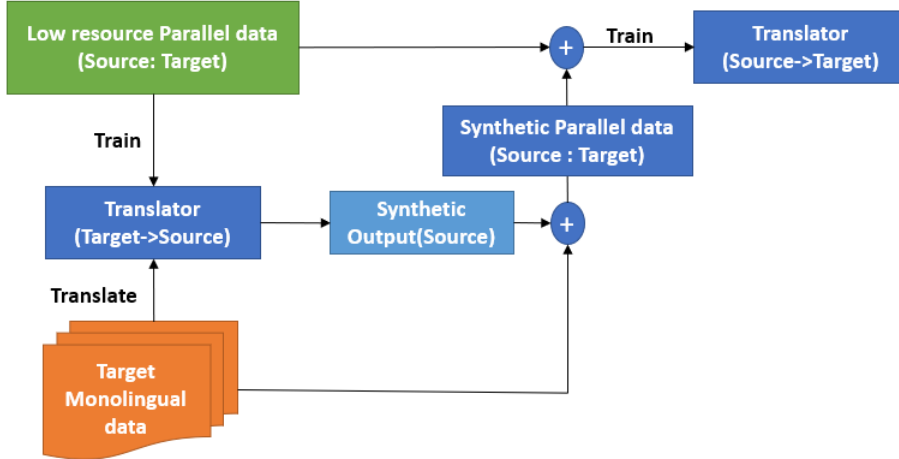 Low resource Parallel data
(Source: Target)
+
Train
Translator
(Source->Target)
Train
Synthetic Parallel data
(Source : Target)
Translator
(Target->Source)
Synthetic
Output(Source)
+
Translate
Target
Monolingual
data